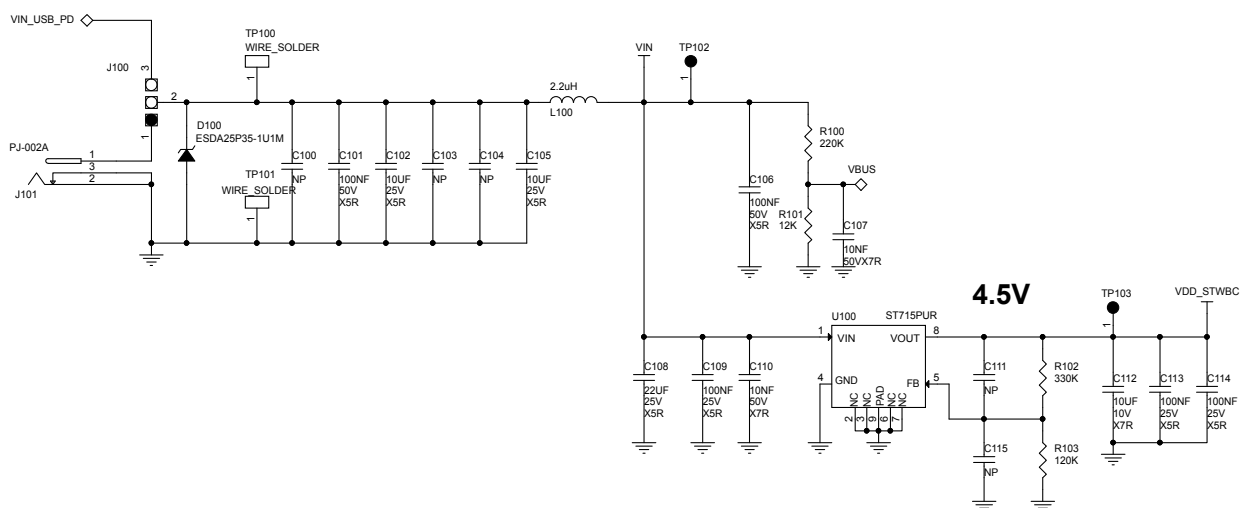 VIN_USB_PD
J100
3
2
1
PJ-002A
1
3
2
J101
TP100
WIRE_SOLDER
1
D100
ESDA25P35-1U1M
TP101
WIRE_SOLDER
1
C100
NP
C101
100NF
50V
X5R
C102
10UF
25V
X5R
C103
NP
C104
NP
C105
10UF
25V
X5R
2.2uH
L100
VIN
TP102
1
R100
220K
VBUS
C106
100NF
50V
X5R
R101
12K
C107
10NF
50VX7R
4.5V
U100
ST715PUR
1
VIN
VOUT
8
4
GND
FB
5
NC
NC
PAD
NC
NC
2
3
9
6
7
C108
22UF
25V
X5R
C109
100NF
25V
X5R
C110
10NF
50V
X7R
C111
NP
R102
330K
C115
NP
R103
120K
TP103
1
VDD_STWBC
C112
10UF
10V
X7R
C113
100NF
25V
X5R
C114
100NF
25V
X5R